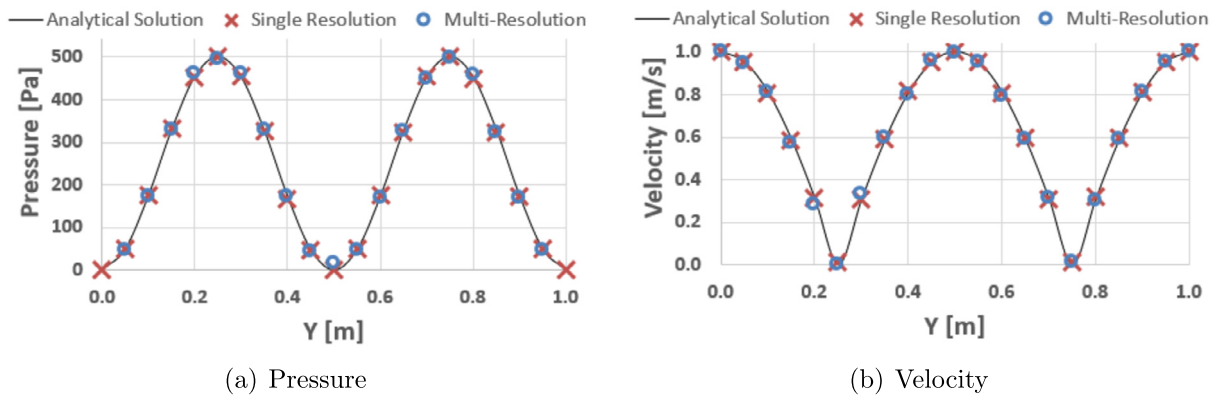 Analytical Solution Single Resolution Multi-Resolution
500
400
300
200
100
0
Pressure [Pa]
0.0 0.2 0.4 0.6 0.8 1.0
Y [m]
(a) Pressure
Analytical Solution Single Resolution Multi-Resolution
1.0
0.8
0.6
0.4
0.2
0.0
Velocity [m/s]
0.0 0.2 0.4 0.6 0.8 1.0
Y [m]
(b) Velocity